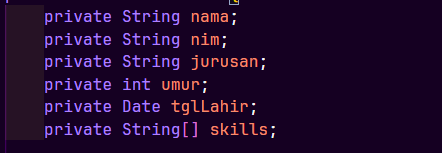 private String nama;
private String nim;
private String jurusan;
private int umur;
private Date tglLahir;
private String[] skills;